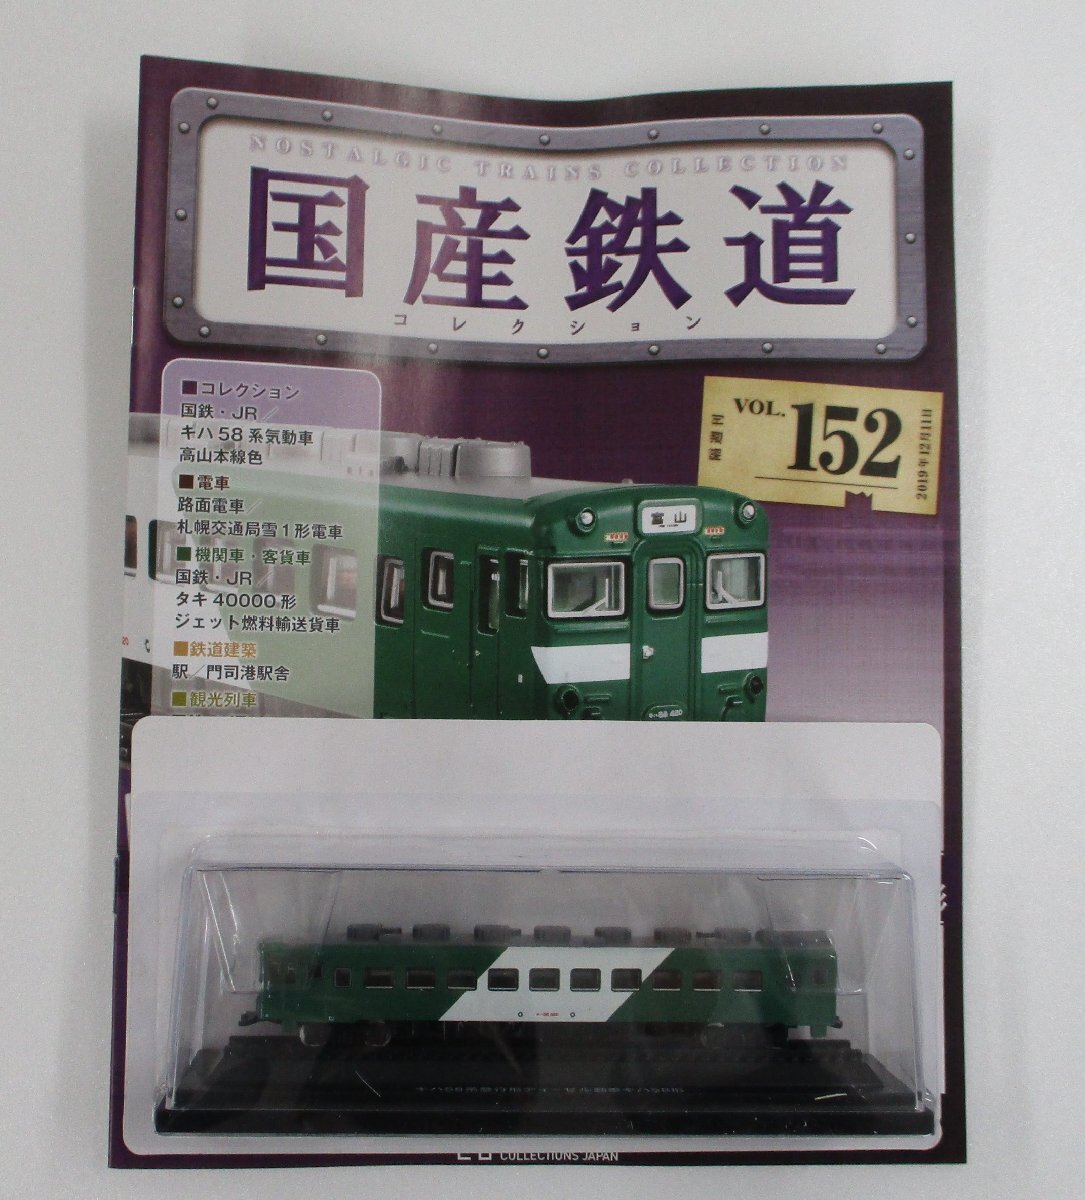 NOSTALGIC TRAINS COLLECTION
国産鉄道
コレクション
VOL.152
2019年12月11日
■コレクション
国鉄・JR／
キハ58系気動車
高山本線色
■電車
路面電車／
札幌交通局雪1形電車
■機関車・客貨車
国鉄・JR／
タキ40000形
ジェット燃料輸送貨車
■鉄道建築
駅／門司港駅舎
■観光列車
富山
COLLECTIONS JAPAN